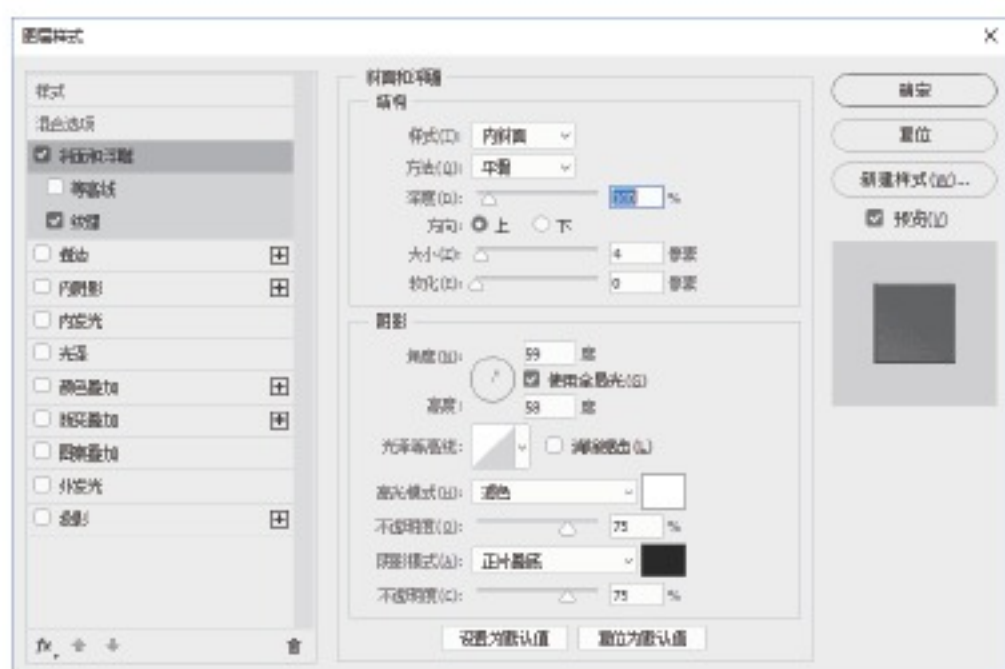 图层样式
样式
混合选项
斜面和浮雕
等高线
纹理
描边
内阴影
内发光
光泽
颜色叠加
渐变叠加
图案叠加
外发光
投影
fx
斜面和浮雕
结构
样式(T): 内斜面
方法(Q): 平滑
深度(D): %
方向: 上 下
大小(Z): 4 像素
软化(F): 0 像素
阴影
角度(N): 59 度
使用全局光(G)
高度: 58 度
光泽等高线: 消除锯齿(L)
高光模式(H): 滤色
不透明度(O): 75 %
阴影模式(A): 正片叠底
不透明度(C): 75 %
设置为默认值 复位为默认值
确定
复位
新建样式(W)...
预览(V)